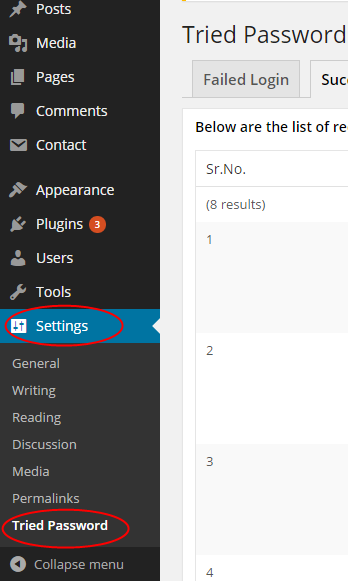 Posts
Media
Pages
Comments
Contact
Appearance
Plugins 3
Users
Tools
Settings
General
Writing
Reading
Discussion
Media
Permalinks
Tried Password
Collapse menu
Tried Password
Failed Login
Suc
Below are the list of re
Sr.No.
(8 results)
1
2
3
4